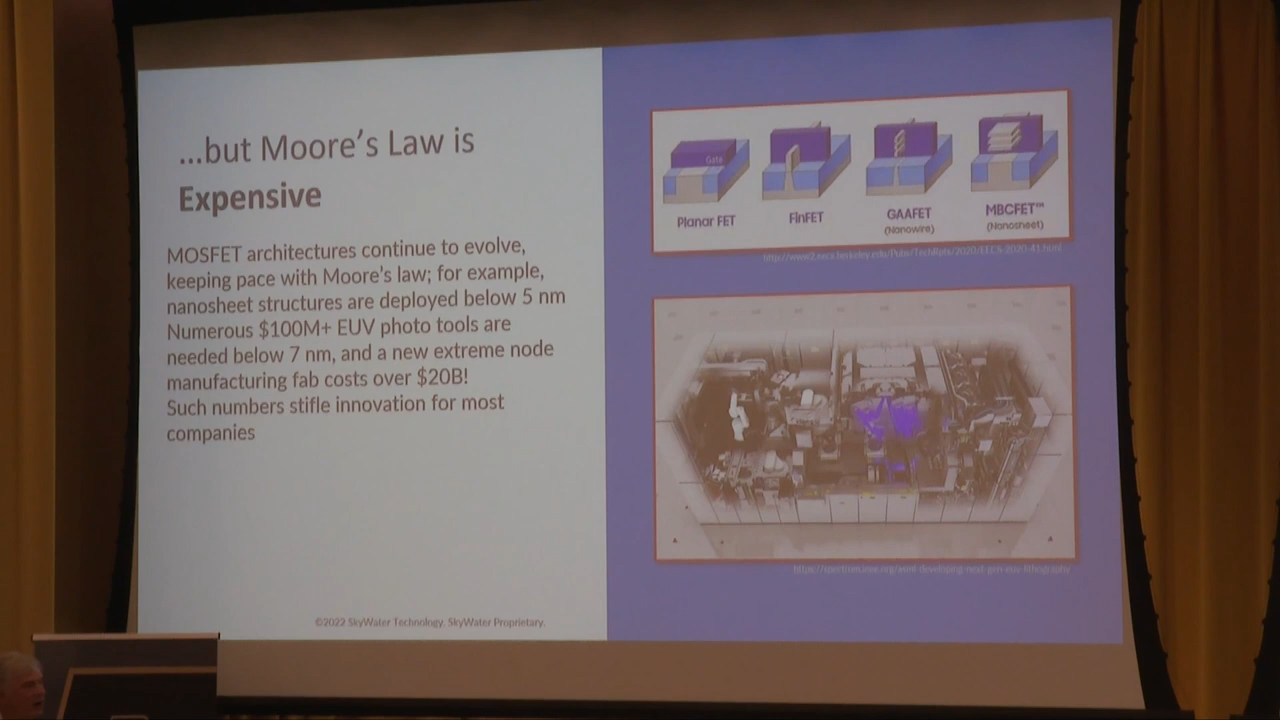 ...but Moore's Law is
Expensive
MOSFET architectures continue to evolve,
keeping pace with Moore's law; for example,
nanosheet structures are deployed below 5 nm
Numerous $100M+ EUV photo tools are
needed below 7 nm, and a new extreme node
manufacturing fab costs over $20B!
Such numbers stifle innovation for most
companies
©2022 SkyWater Technology. SkyWater Proprietary.
Gate
Planar FET
FinFET
GAAFET
(Nanowire)
MBCFET™
(Nanosheet)